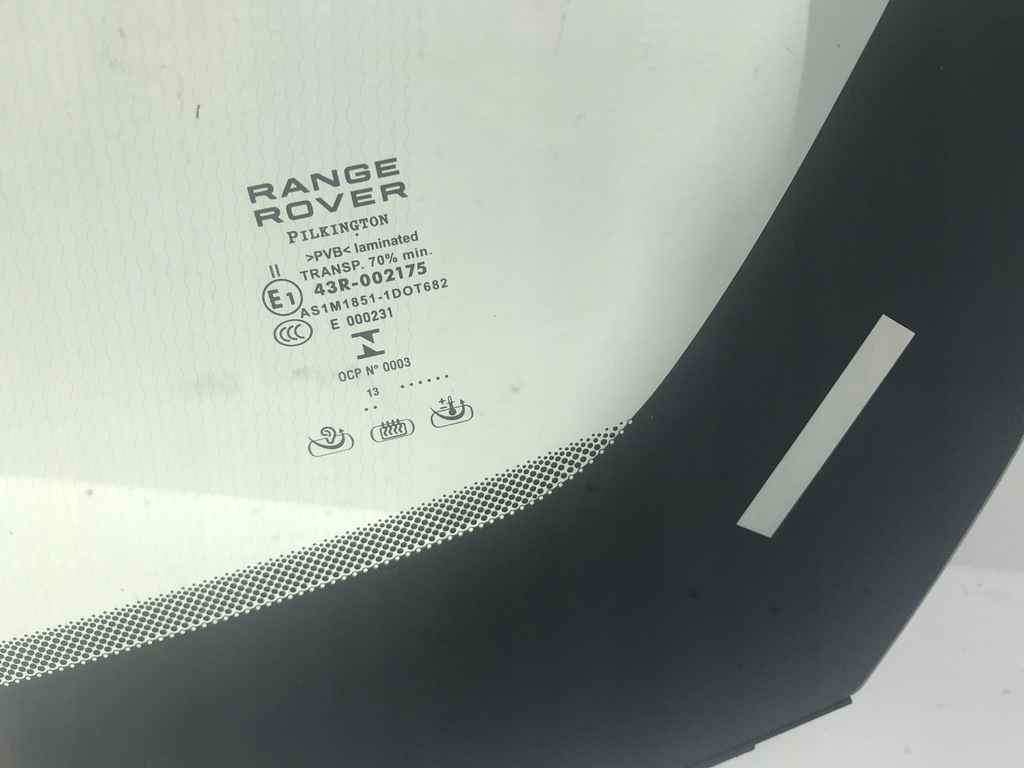 RANGE
ROVER
PILKINGTON
>PVB< laminated
TRANSP. 70% min.
II
43R-002175
E1
AS1M1851-1DOT682
CCC
E 000231
OCP Nº 0003
......
13
..